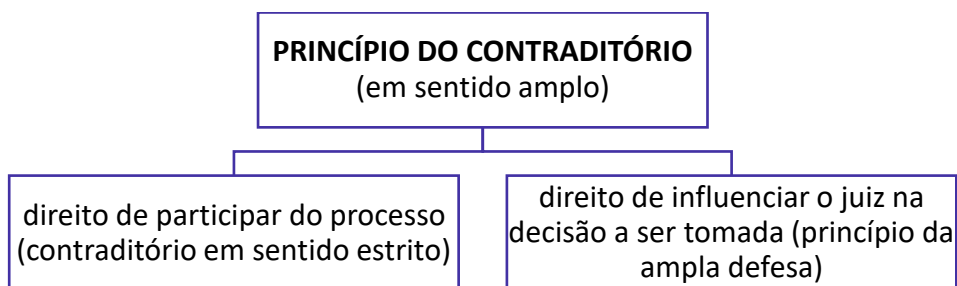 PRINCÍPIO DO CONTRADITÓRIO
(em sentido amplo)
direito de participar do processo
(contraditório em sentido estrito)
direito de influenciar o juiz na
decisão a ser tomada (princípio da
ampla defesa)